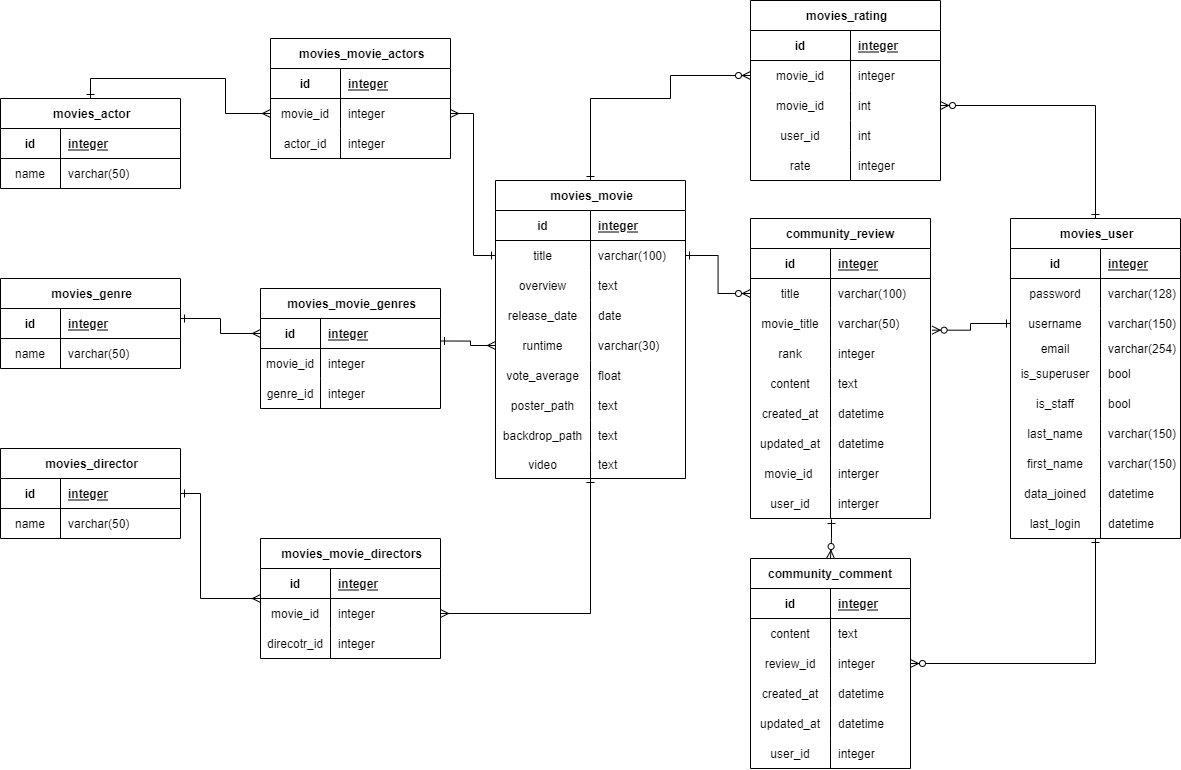 movies_rating
id integer
movie_id integer
movie_id int
user_id int
rate integer
movies_movie_actors
id integer
movie_id integer
actor_id integer
movies_actor
id integer
name varchar(50)
movies_movie
id integer
title varchar(100)
overview text
release_date date
runtime varchar(30)
vote_average float
poster_path text
backdrop_path text
video text
community_review
id integer
title varchar(100)
movie_title varchar(50)
rank integer
content text
created_at datetime
updated_at datetime
movie_id interger
user_id interger
movies_user
id integer
password varchar(128)
username varchar(150)
email varchar(254)
is_superuser bool
is_staff bool
last_name varchar(150)
first_name varchar(150)
data_joined datetime
last_login datetime
movies_genre
id integer
name varchar(50)
movies_movie_genres
id integer
movie_id integer
genre_id integer
movies_director
id integer
name varchar(50)
movies_movie_directors
id integer
movie_id integer
direcotr_id integer
community_comment
id integer
content text
review_id integer
created_at datetime
updated_at datetime
user_id integer